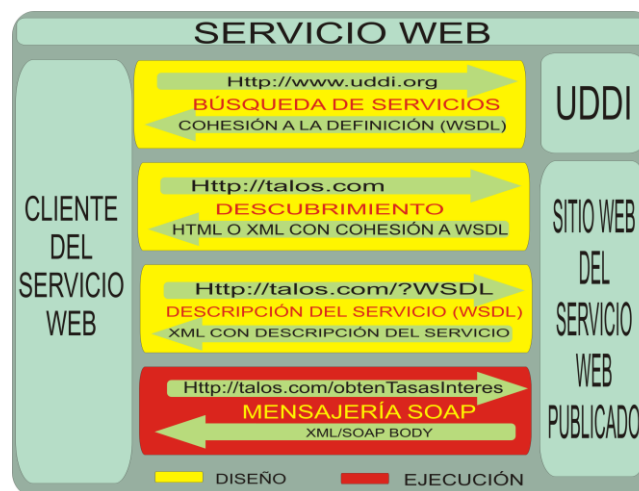 SERVICIO WEB
CLIENTE
DEL
SERVICIO
WEB
Http://www.uddi.org
BÚSQUEDA DE SERVICIOS
COHESIÓN A LA DEFINICIÓN (WSDL)
UDDI
Http://talos.com
DESCUBRIMIENTO
HTML O XML CON COHESIÓN A WSDL
Http://talos.com/?WSDL
DESCRIPCIÓN DEL SERVICIO (WSDL)
XML CON DESCRIPCIÓN DEL SERVICIO
Http://talos.com/obtenTasasInteres
MENSAJERÍA SOAP
XML/SOAP BODY
SITIO WEB
DEL
SERVICIO
WEB
PUBLICADO
DISEÑO
EJECUCIÓN